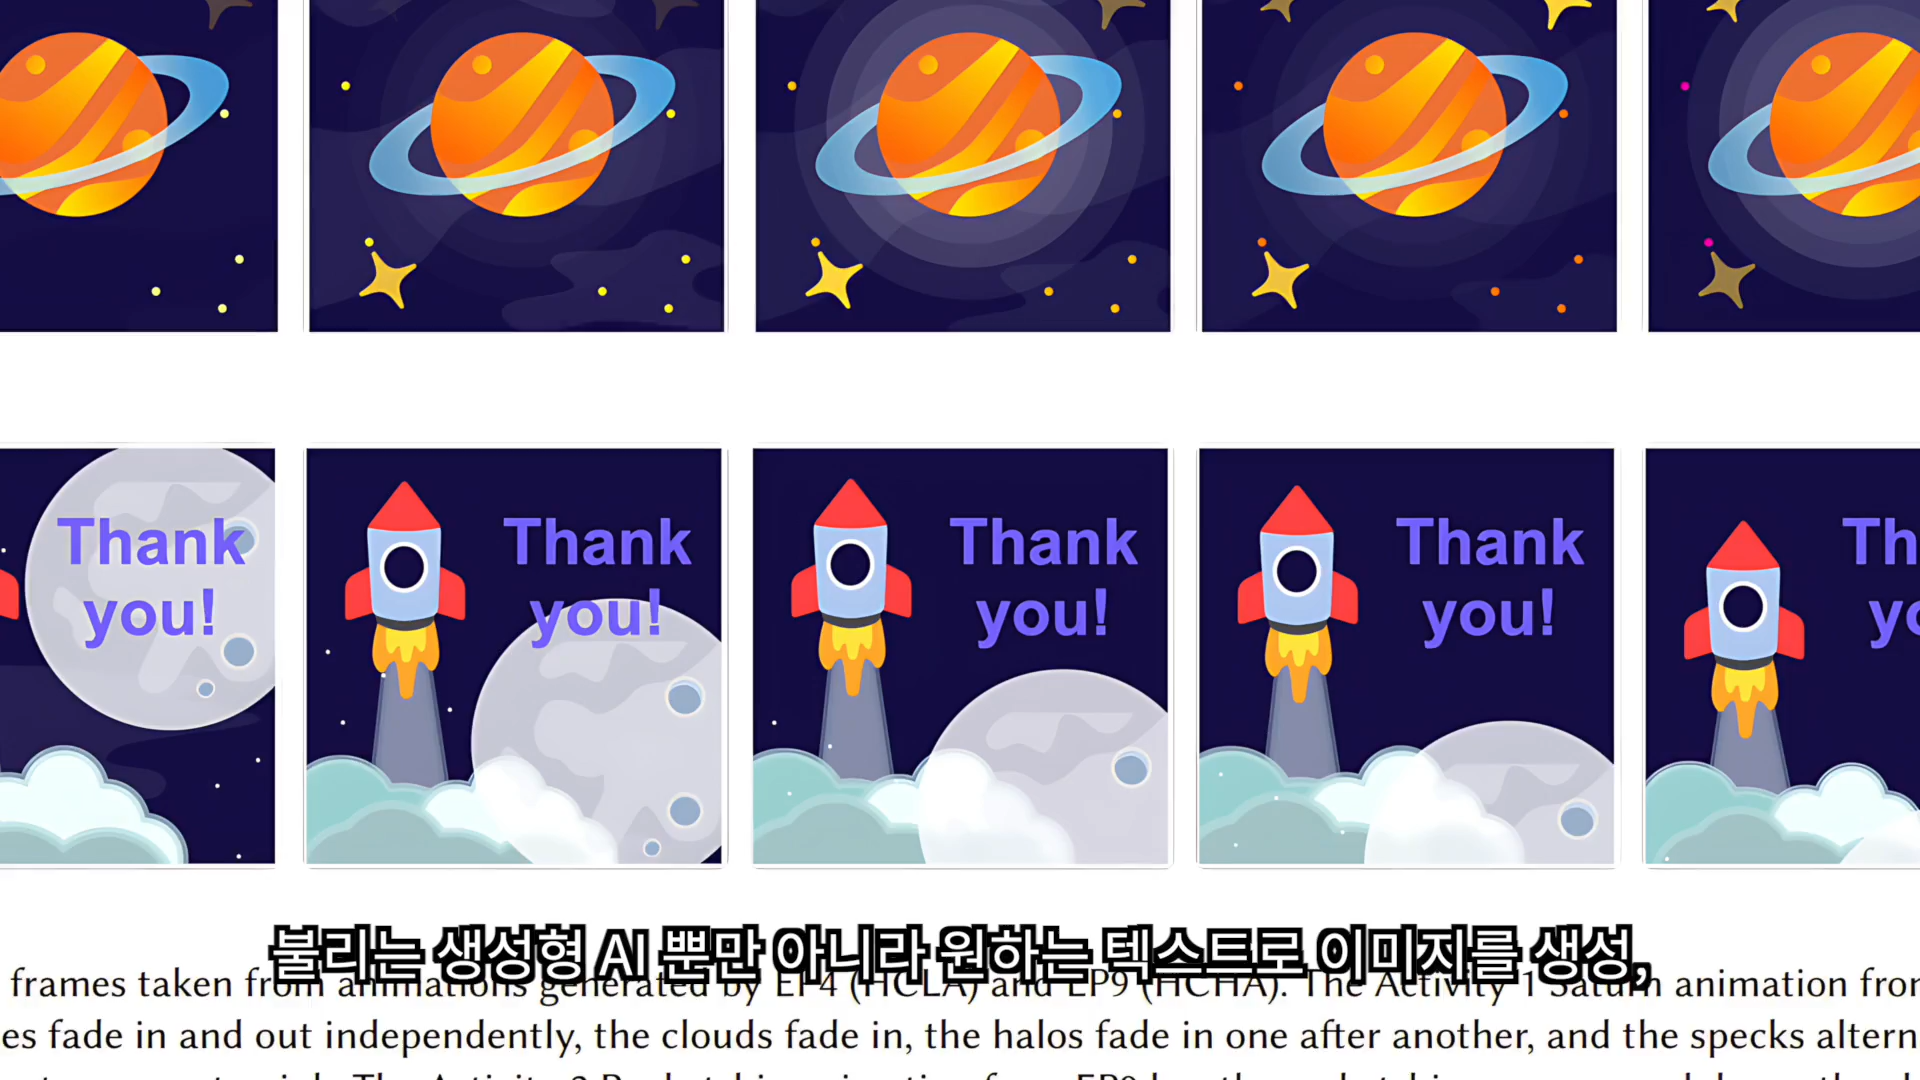 Thank
you!
Thank
you!
Thank
you!
Thank
you!
Th
yo
불리는 생성형 AI 뿐만 아니라 원하는 텍스트로 이미지를 생성,
frames taken from animations generated by EP4 (HCLA) and EP9 (HCHA). The Activity 1 Saturn animation from
es fade in and out independently, the clouds fade in, the halos fade in one after another, and the specks altern